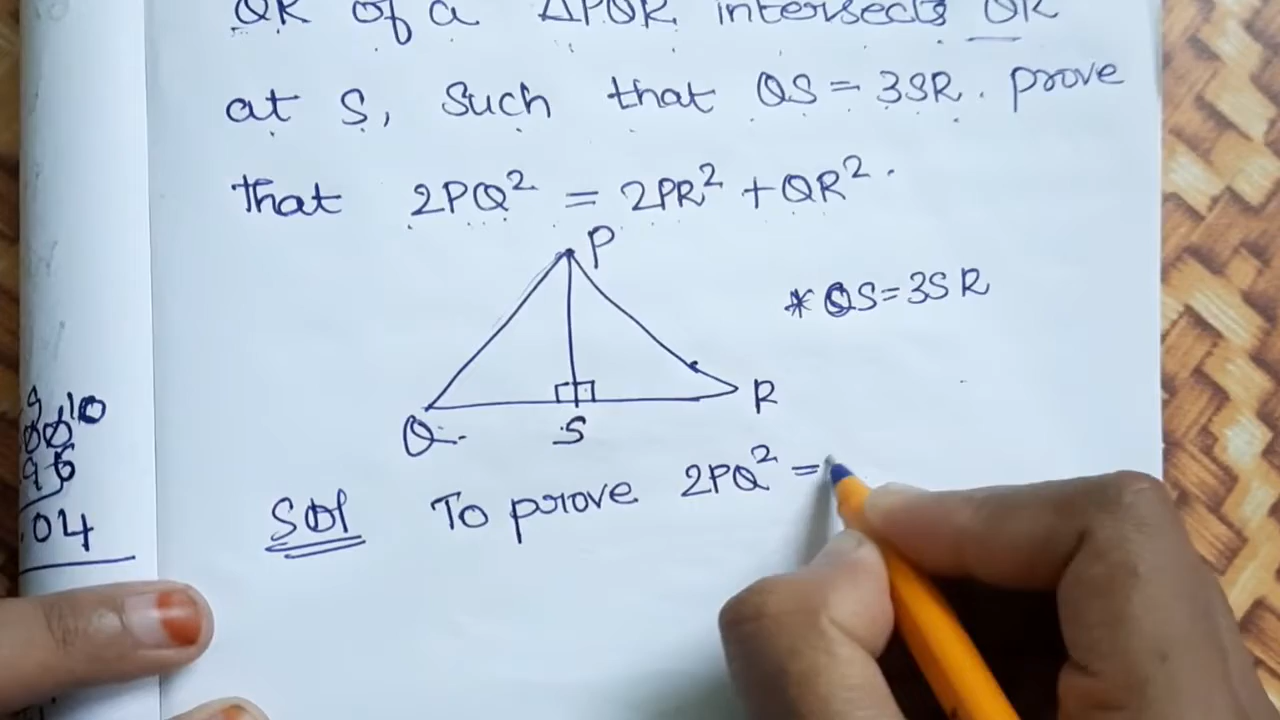 QR of a ΔPQR intersects QR
at S, Such that QS = 3SR. prove
that 2PQ² = 2PR² + QR².
P
* QS = 3SR
R
Q
S
Sol To prove 2PQ² =
10
.04